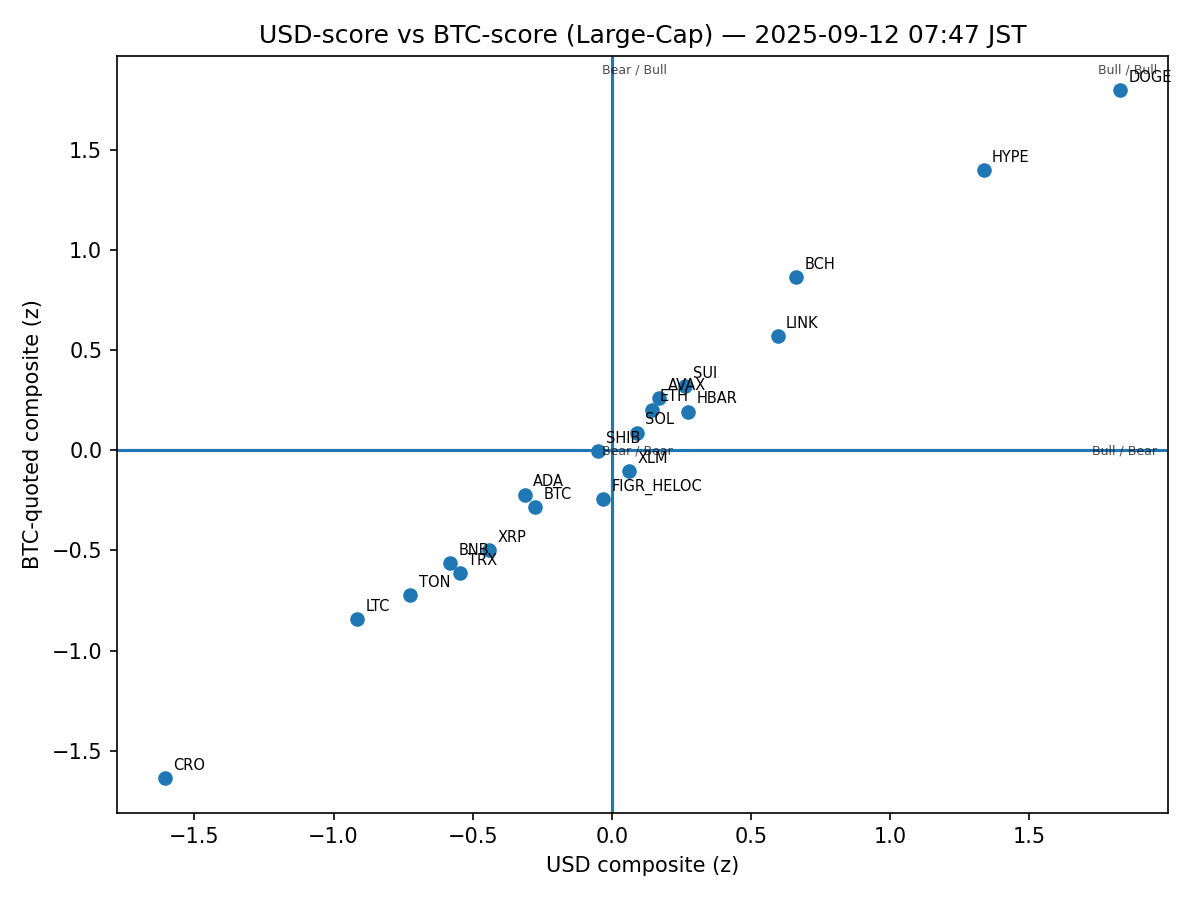 USD-score vs BTC-score (Large-Cap) — 2025-09-12 07:47 JST
Bear / Bull
Bull / Bull
DOGE
HYPE
BCH
LINK
SUI
AVAX
ETH
HBAR
SOL
SHIB
Bear / Bear
Bull / Bear
XLM
ADA
BTC
FIGR_HELOC
XRP
BNB
TRX
TON
LTC
CRO
1.5
1.0
0.5
0.0
−0.5
−1.0
−1.5
BTC-quoted composite (z)
−1.5 −1.0 −0.5 0.0 0.5 1.0 1.5
USD composite (z)